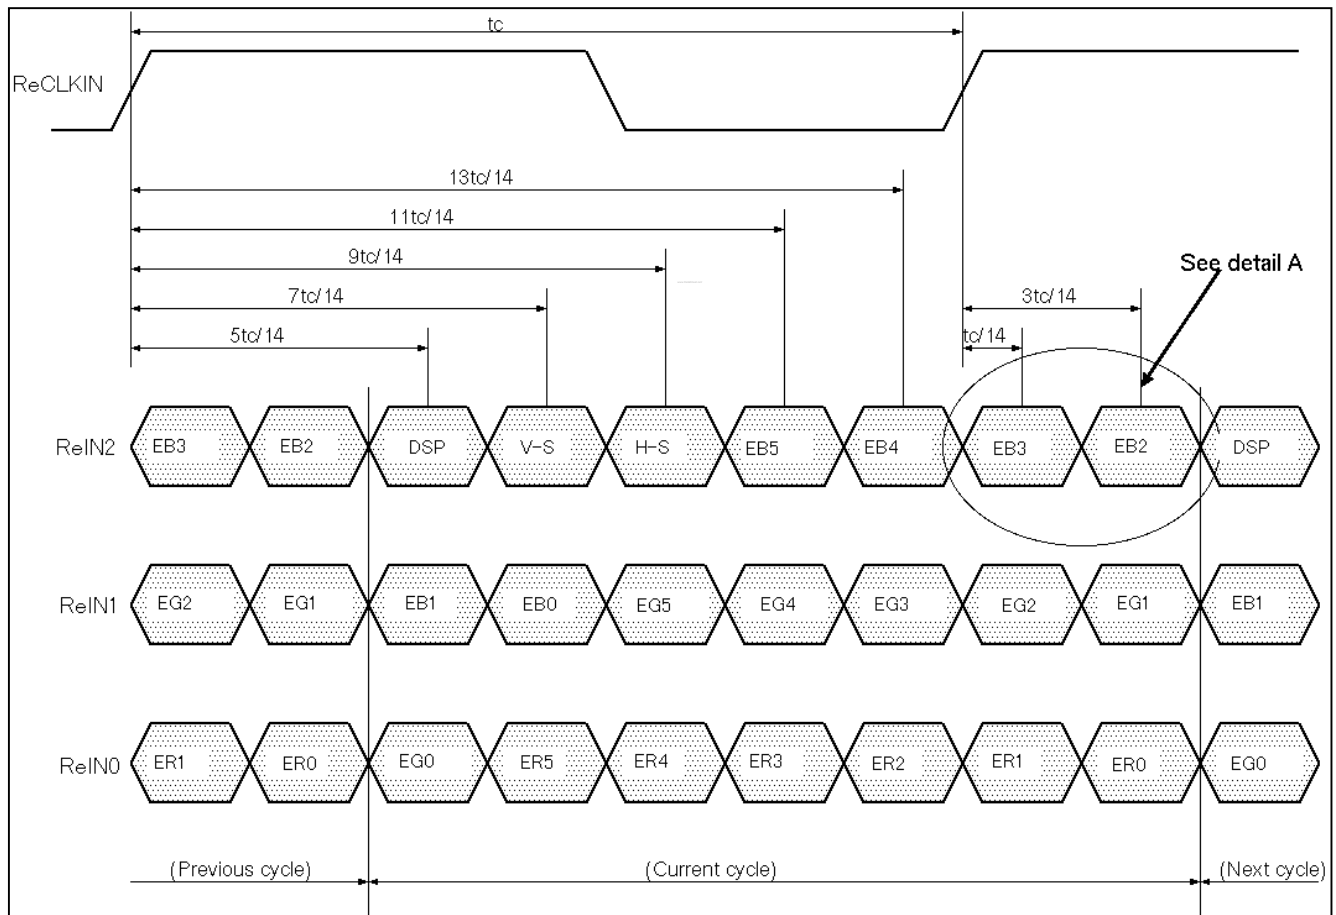 tc
ReCLKIN
13tc/14
11tc/14
9tc/14
See detail A
7tc/14
3tc/14
5tc/14
tc/14
ReIN2 EB3 EB2 DSP V-S H-S EB5 EB4 EB3 EB2 DSP
ReIN1 EG2 EG1 EB1 EB0 EG5 EG4 EG3 EG2 EG1 EB1
ReIN0 ER1 ER0 EG0 ER5 ER4 ER3 ER2 ER1 ER0 EG0
(Previous cycle) (Current cycle) (Next cycle)